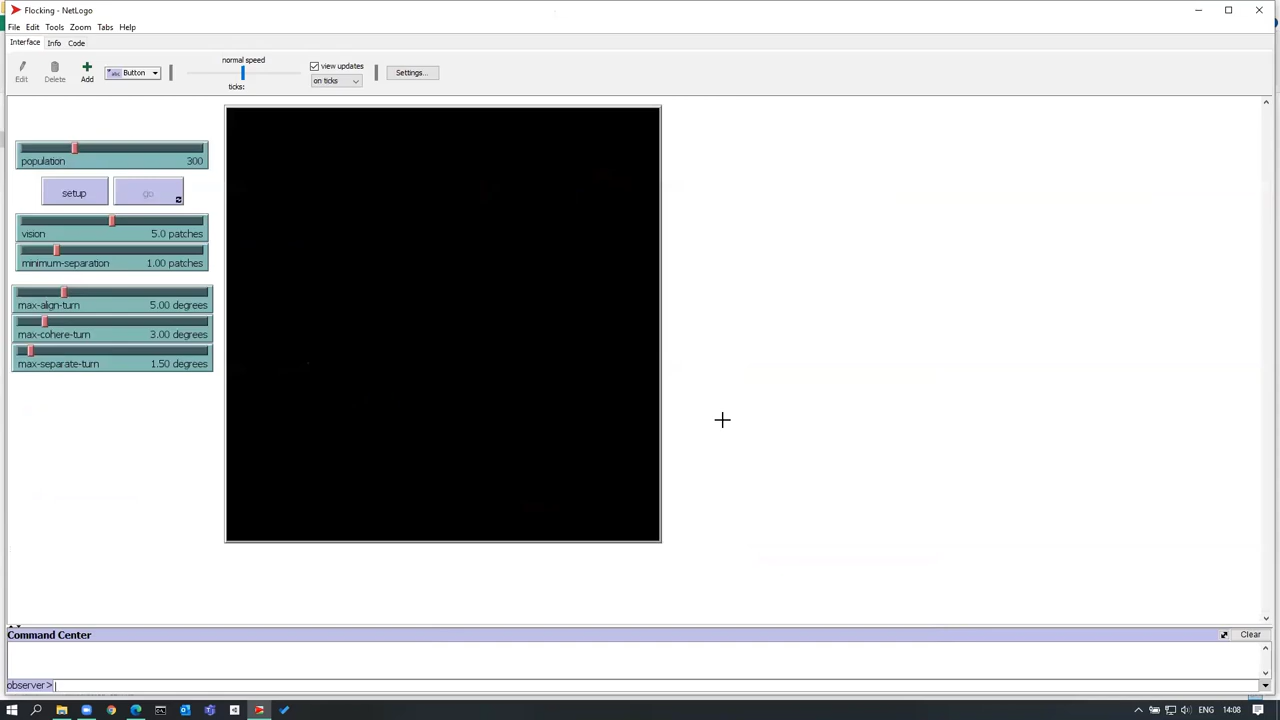 Flocking - NetLogo
File Edit Tools Zoom Tabs Help
Interface Info Code
Edit Delete Add abc Button normal speed ticks: view updates on ticks Settings...
population 300
setup go
vision 5.0 patches
minimum-separation 1.00 patches
max-align-turn 5.00 degrees
max-cohere-turn 3.00 degrees
max-separate-turn 1.50 degrees
Command Center Clear
observer>
ENG 14:08